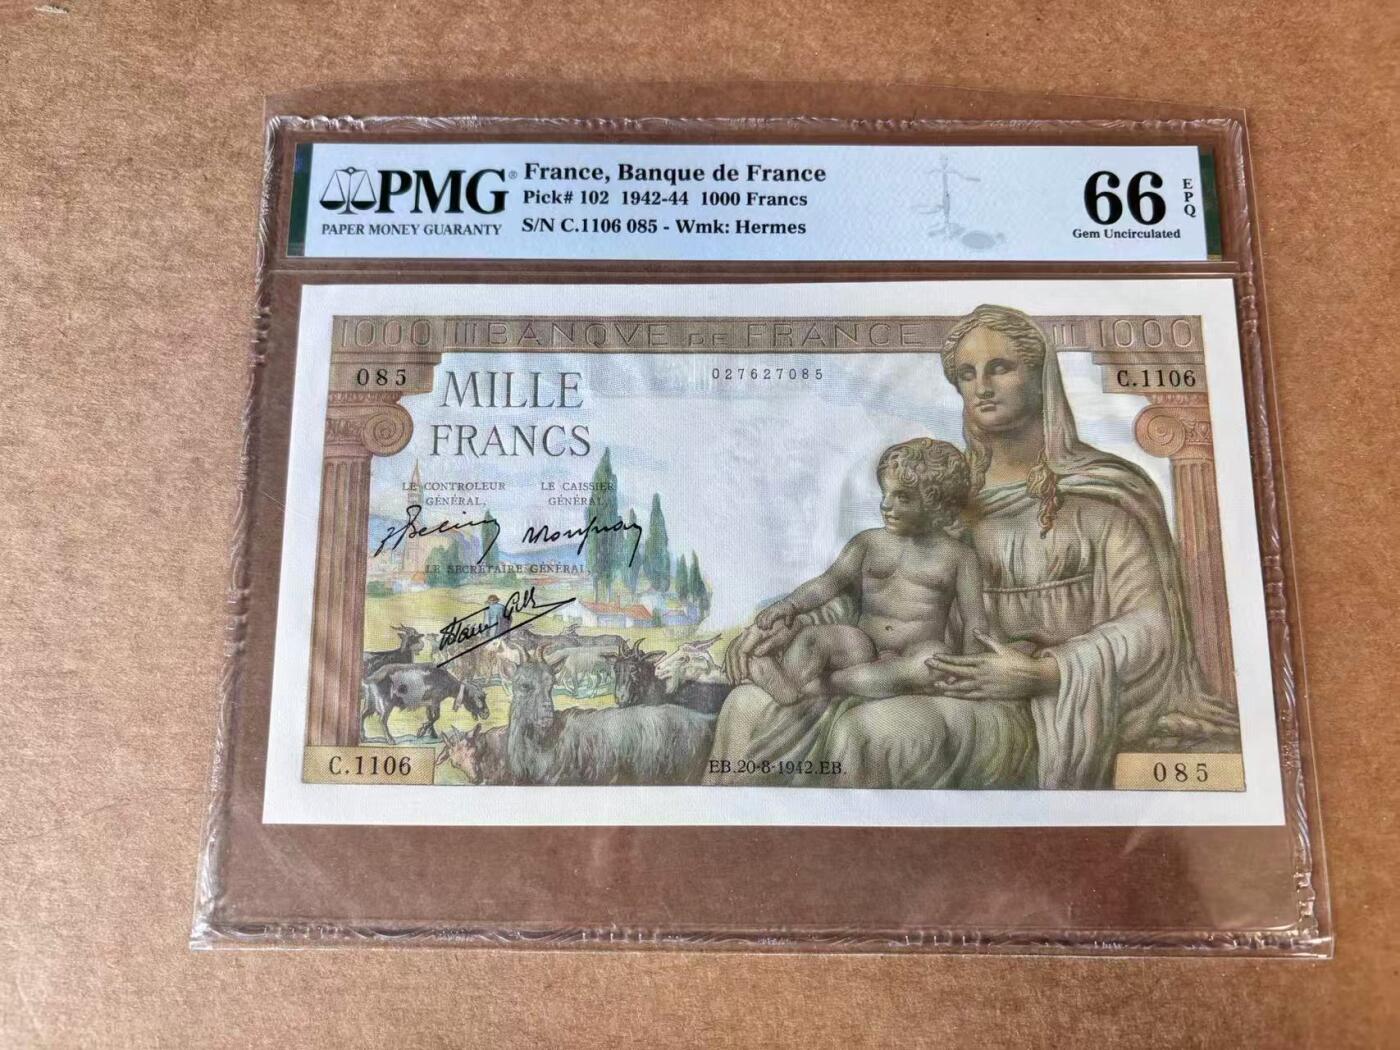 PMG®
PAPER MONEY GUARANTY
France, Banque de France
Pick# 102 1942-44 1000 Francs
S/N C.1106 085 - Wmk: Hermes
66
EPQ
Gem Uncirculated
1000 BANQVE DE FRANCE 1000
085
027627085
C.1106
MILLE
FRANCS
LE CONTROLEUR
GÉNÉRAL,
LE CAISSIER
GÉNÉRAL,
LE SECRÉTAIRE GÉNÉRAL,
C.1106
EB.20-8-1942.EB.
085